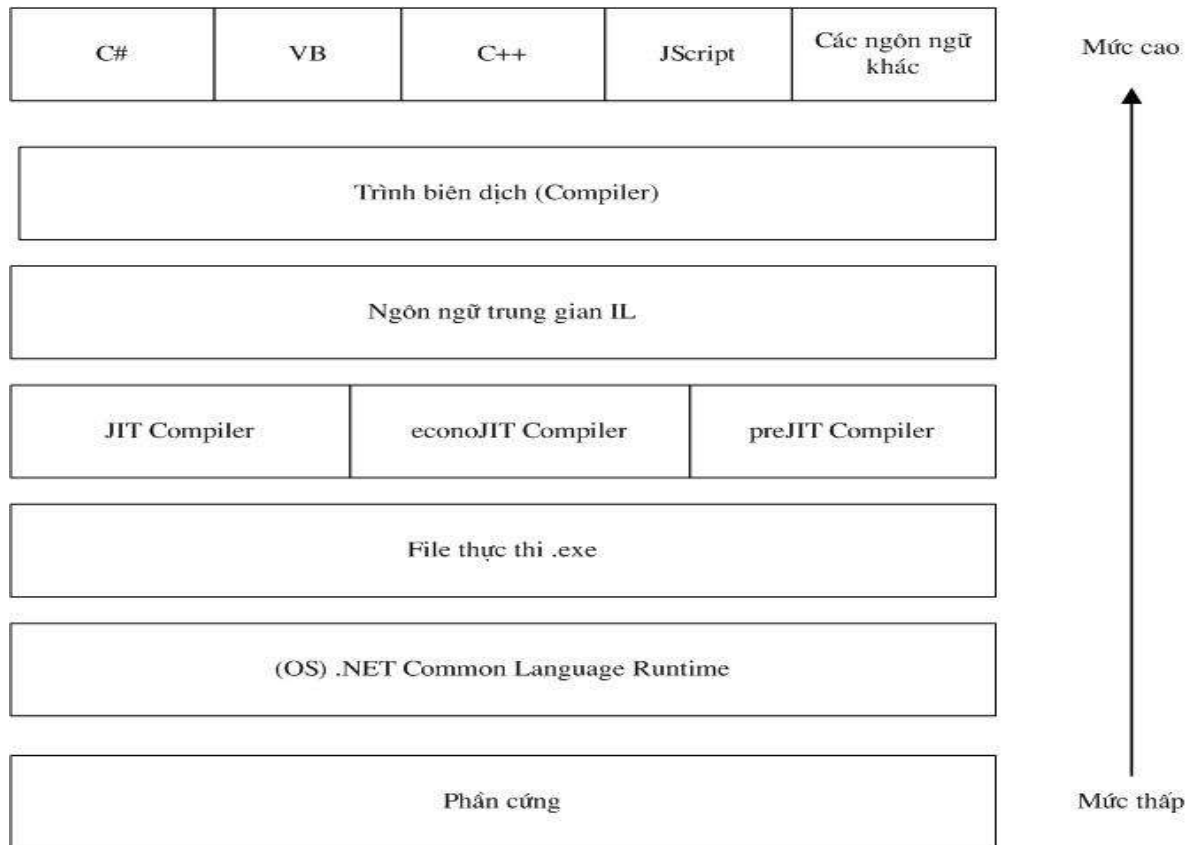 C#
VB
C++
JScript
Các ngôn ngữ
khác
Mức cao
Trình biên dịch (Compiler)
Ngôn ngữ trung gian IL
JIT Compiler
econoJIT Compiler
preJIT Compiler
File thực thi .exe
(OS) .NET Common Language Runtime
Phần cứng
Mức thấp